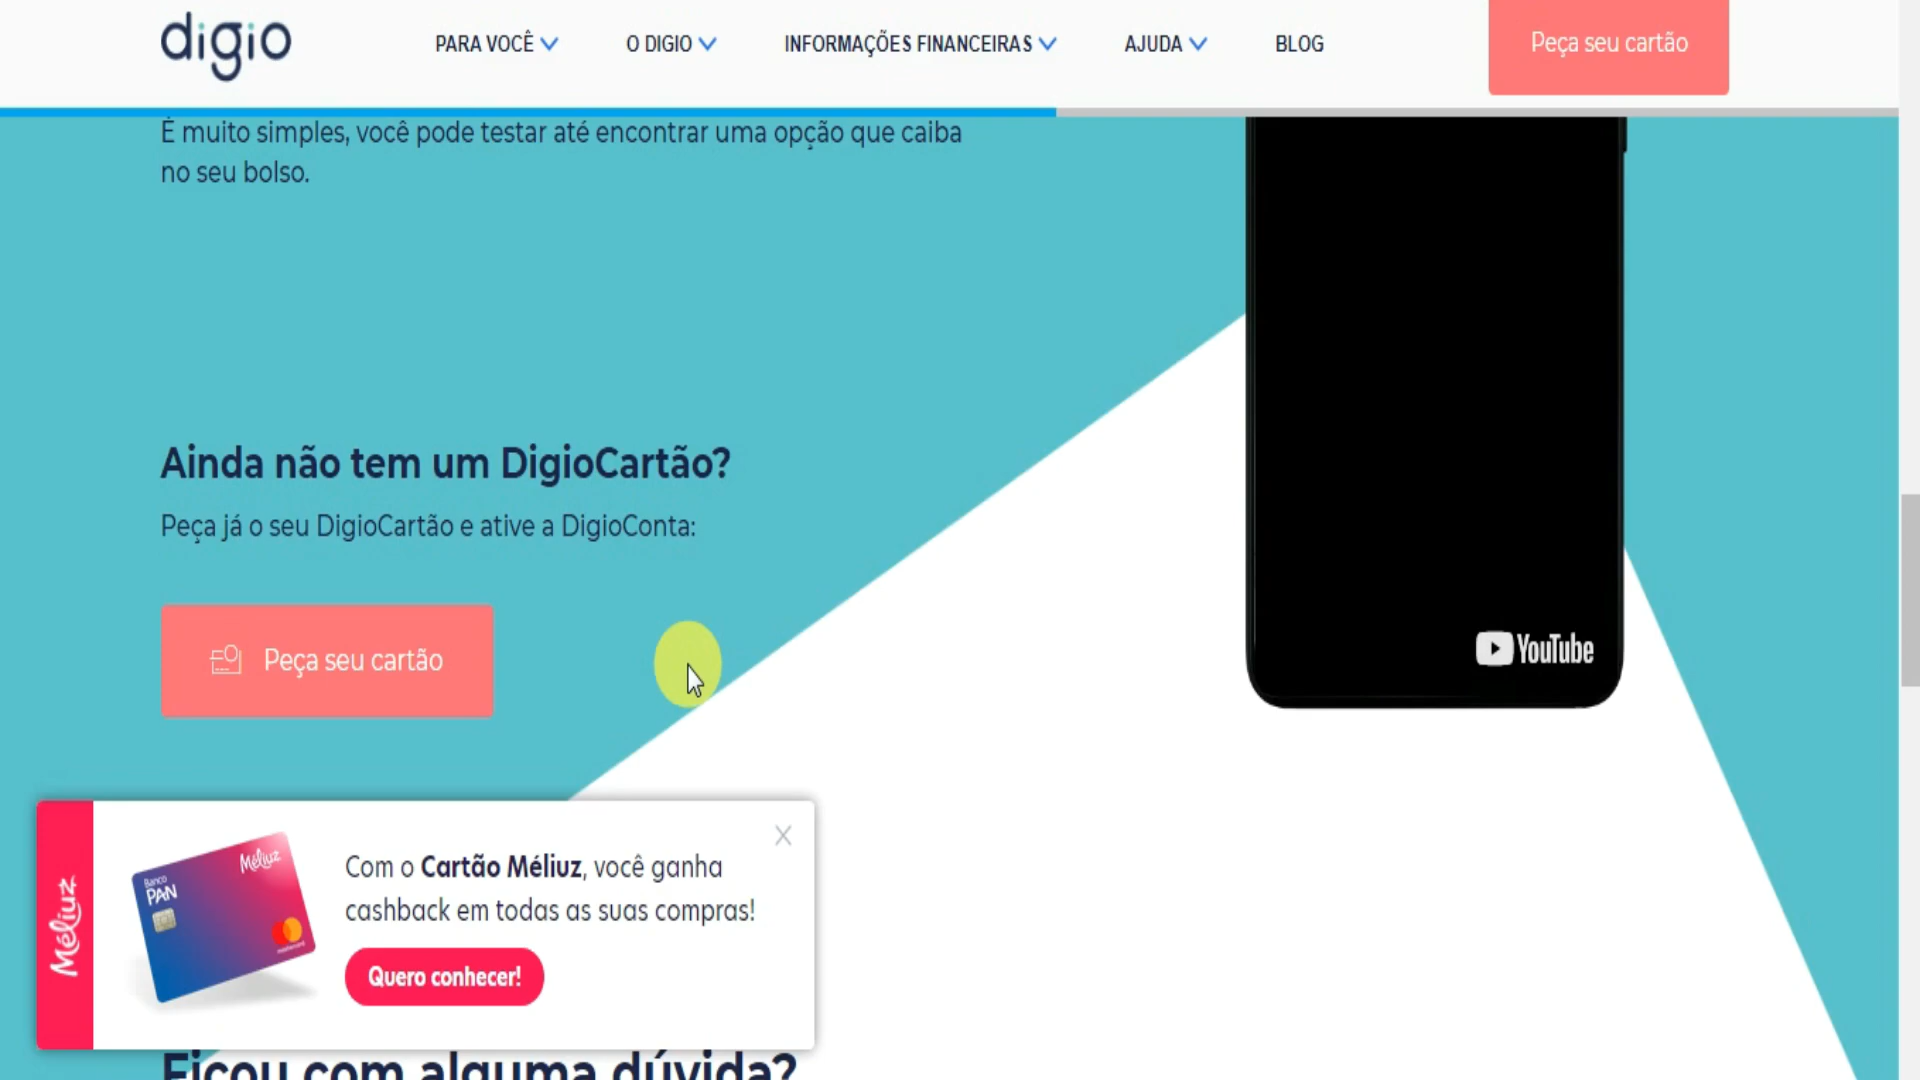 digio
PARA VOCÊ
O DIGIO
INFORMAÇÕES FINANCEIRAS
AJUDA
BLOG
Peça seu cartão
É muito simples, você pode testar até encontrar uma opção que caiba
no seu bolso.
Ainda não tem um DigioCartão?
Peça já o seu DigioCartão e ative a DigioConta:
Peça seu cartão
YouTube
Méliuz
Banco
PAN
Méliuz
mastercard
Com o Cartão Méliuz, você ganha
cashback em todas as suas compras!
Quero conhecer!
Ficou com alguma dúvida?